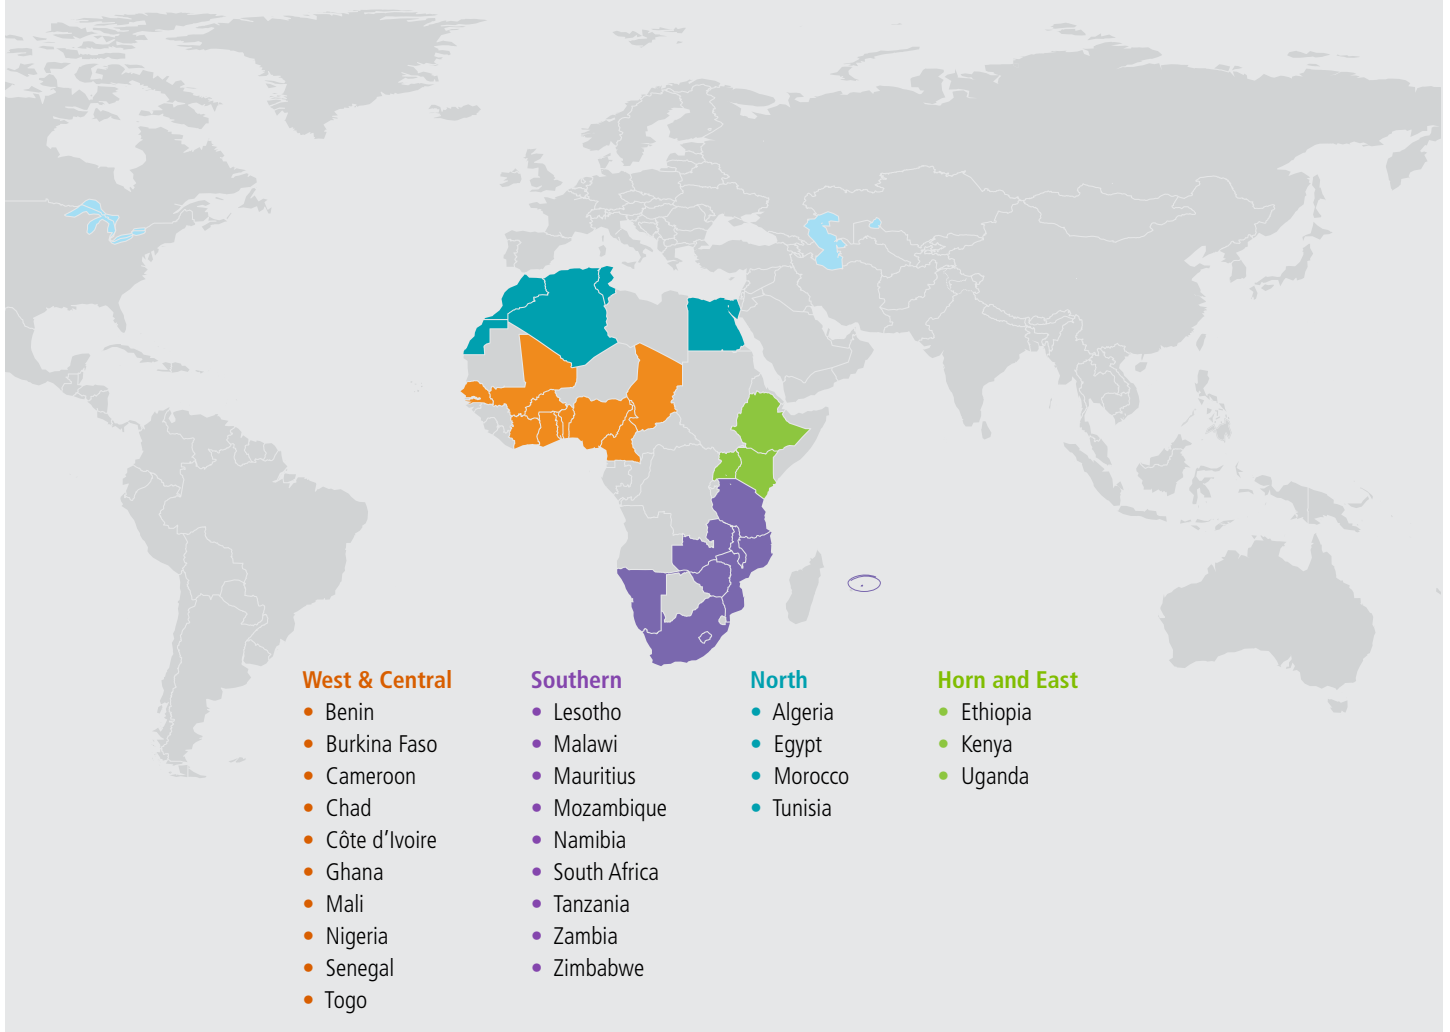 West & Central
Benin
Burkina Faso
Cameroon
Chad
Côte d’Ivoire
Ghana
Mali
Nigeria
Senegal
Togo
Southern
Lesotho
Malawi
Mauritius
Mozambique
Namibia
South Africa
Tanzania
Zambia
Zimbabwe
North
Algeria
Egypt
Morocco
Tunisia
Horn and East
Ethiopia
Kenya
Uganda